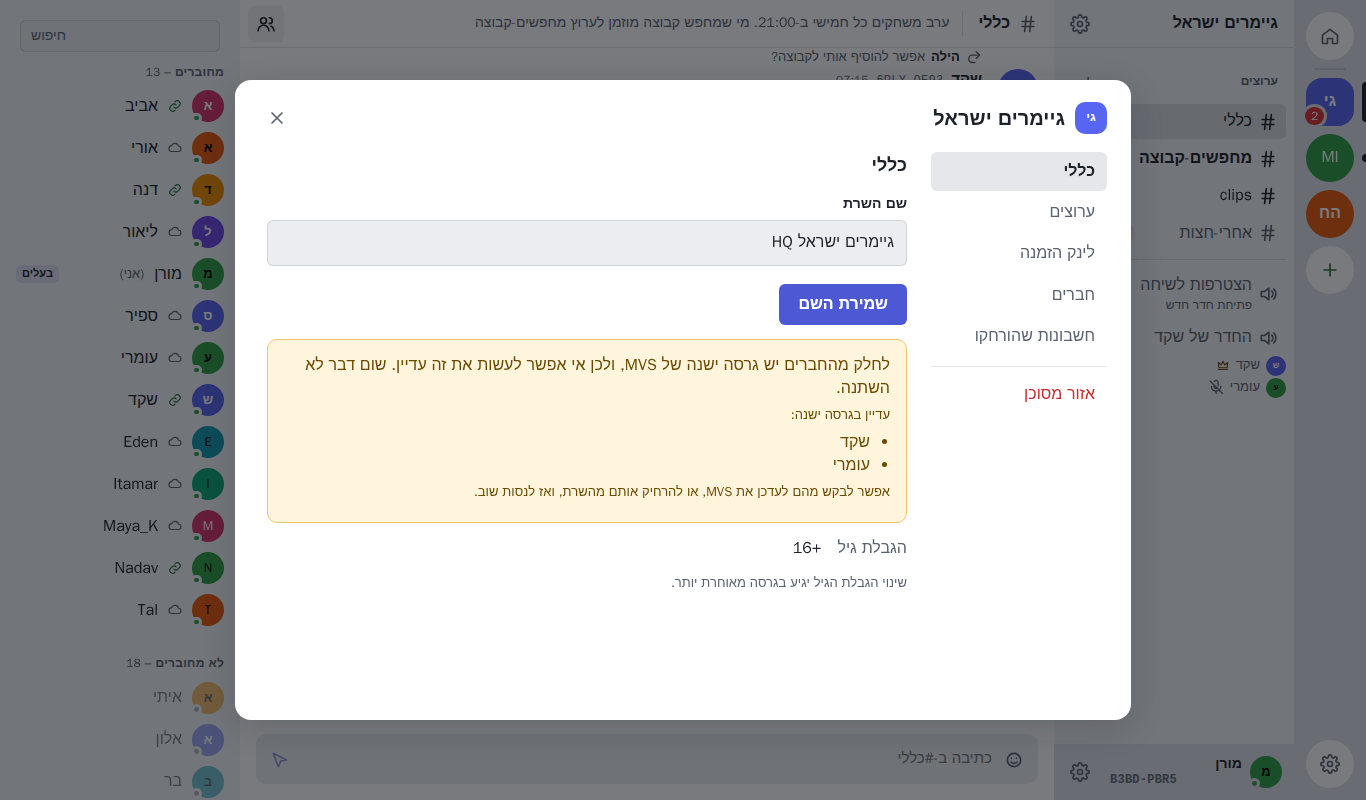 גיימרים ישראל
ערוצים
כללי
מחפשים-קבוצה
clips
אחרי-חצות
הצטרפות לשיחה
פתיחת חדר חדש
החדר של שקד
שקד
עומרי
מורן
B3BD-PBR5
גי
2
MI
הח
כללי
ערב משחקים כל חמישי ב-21:00. מי שמחפש קבוצה מוזמן לערוץ מחפשים-קבוצה
הילה אפשר להוסיף אותי לקבוצה?
גי גיימרים ישראל
כללי
ערוצים
לינק הזמנה
חברים
חשבונות שהורחקו
אזור מסוכן
כללי
שם השרת
גיימרים ישראל HQ
שמירת השם
לחלק מהחברים יש גרסה ישנה של MVS, ולכן אי אפשר לעשות את זה עדיין. שום דבר לא
השתנה.
עדיין בגרסה ישנה:
• שקד
• עומרי
אפשר לבקש מהם לעדכן את MVS, או להרחיק אותם מהשרת, ואז לנסות שוב.
הגבלת גיל 16+
שינוי הגבלת הגיל יגיע בגרסה מאוחרת יותר.
כתיבה ב-#כללי
חיפוש
מחוברים – 13
א אביב
א אורי
ד דנה
ל ליאור
מ מורן (אני) בעלים
ס ספיר
ע עומרי
ש שקד
E Eden
I Itamar
M Maya_K
N Nadav
T Tal
לא מחוברים – 18
א איתי
א אלון
ב בר